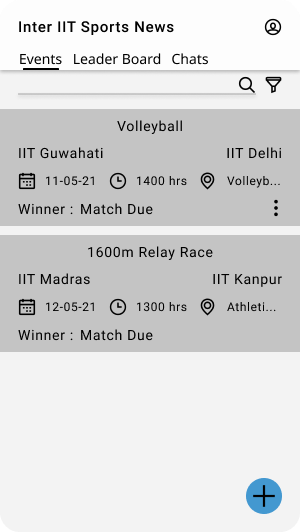 Inter IIT Sports News
Events Leader Board Chats
Volleyball
IIT Guwahati IIT Delhi
11-05-21 1400 hrs Volleyb...
Winner : Match Due
1600m Relay Race
IIT Madras IIT Kanpur
12-05-21 1300 hrs Athleti...
Winner : Match Due